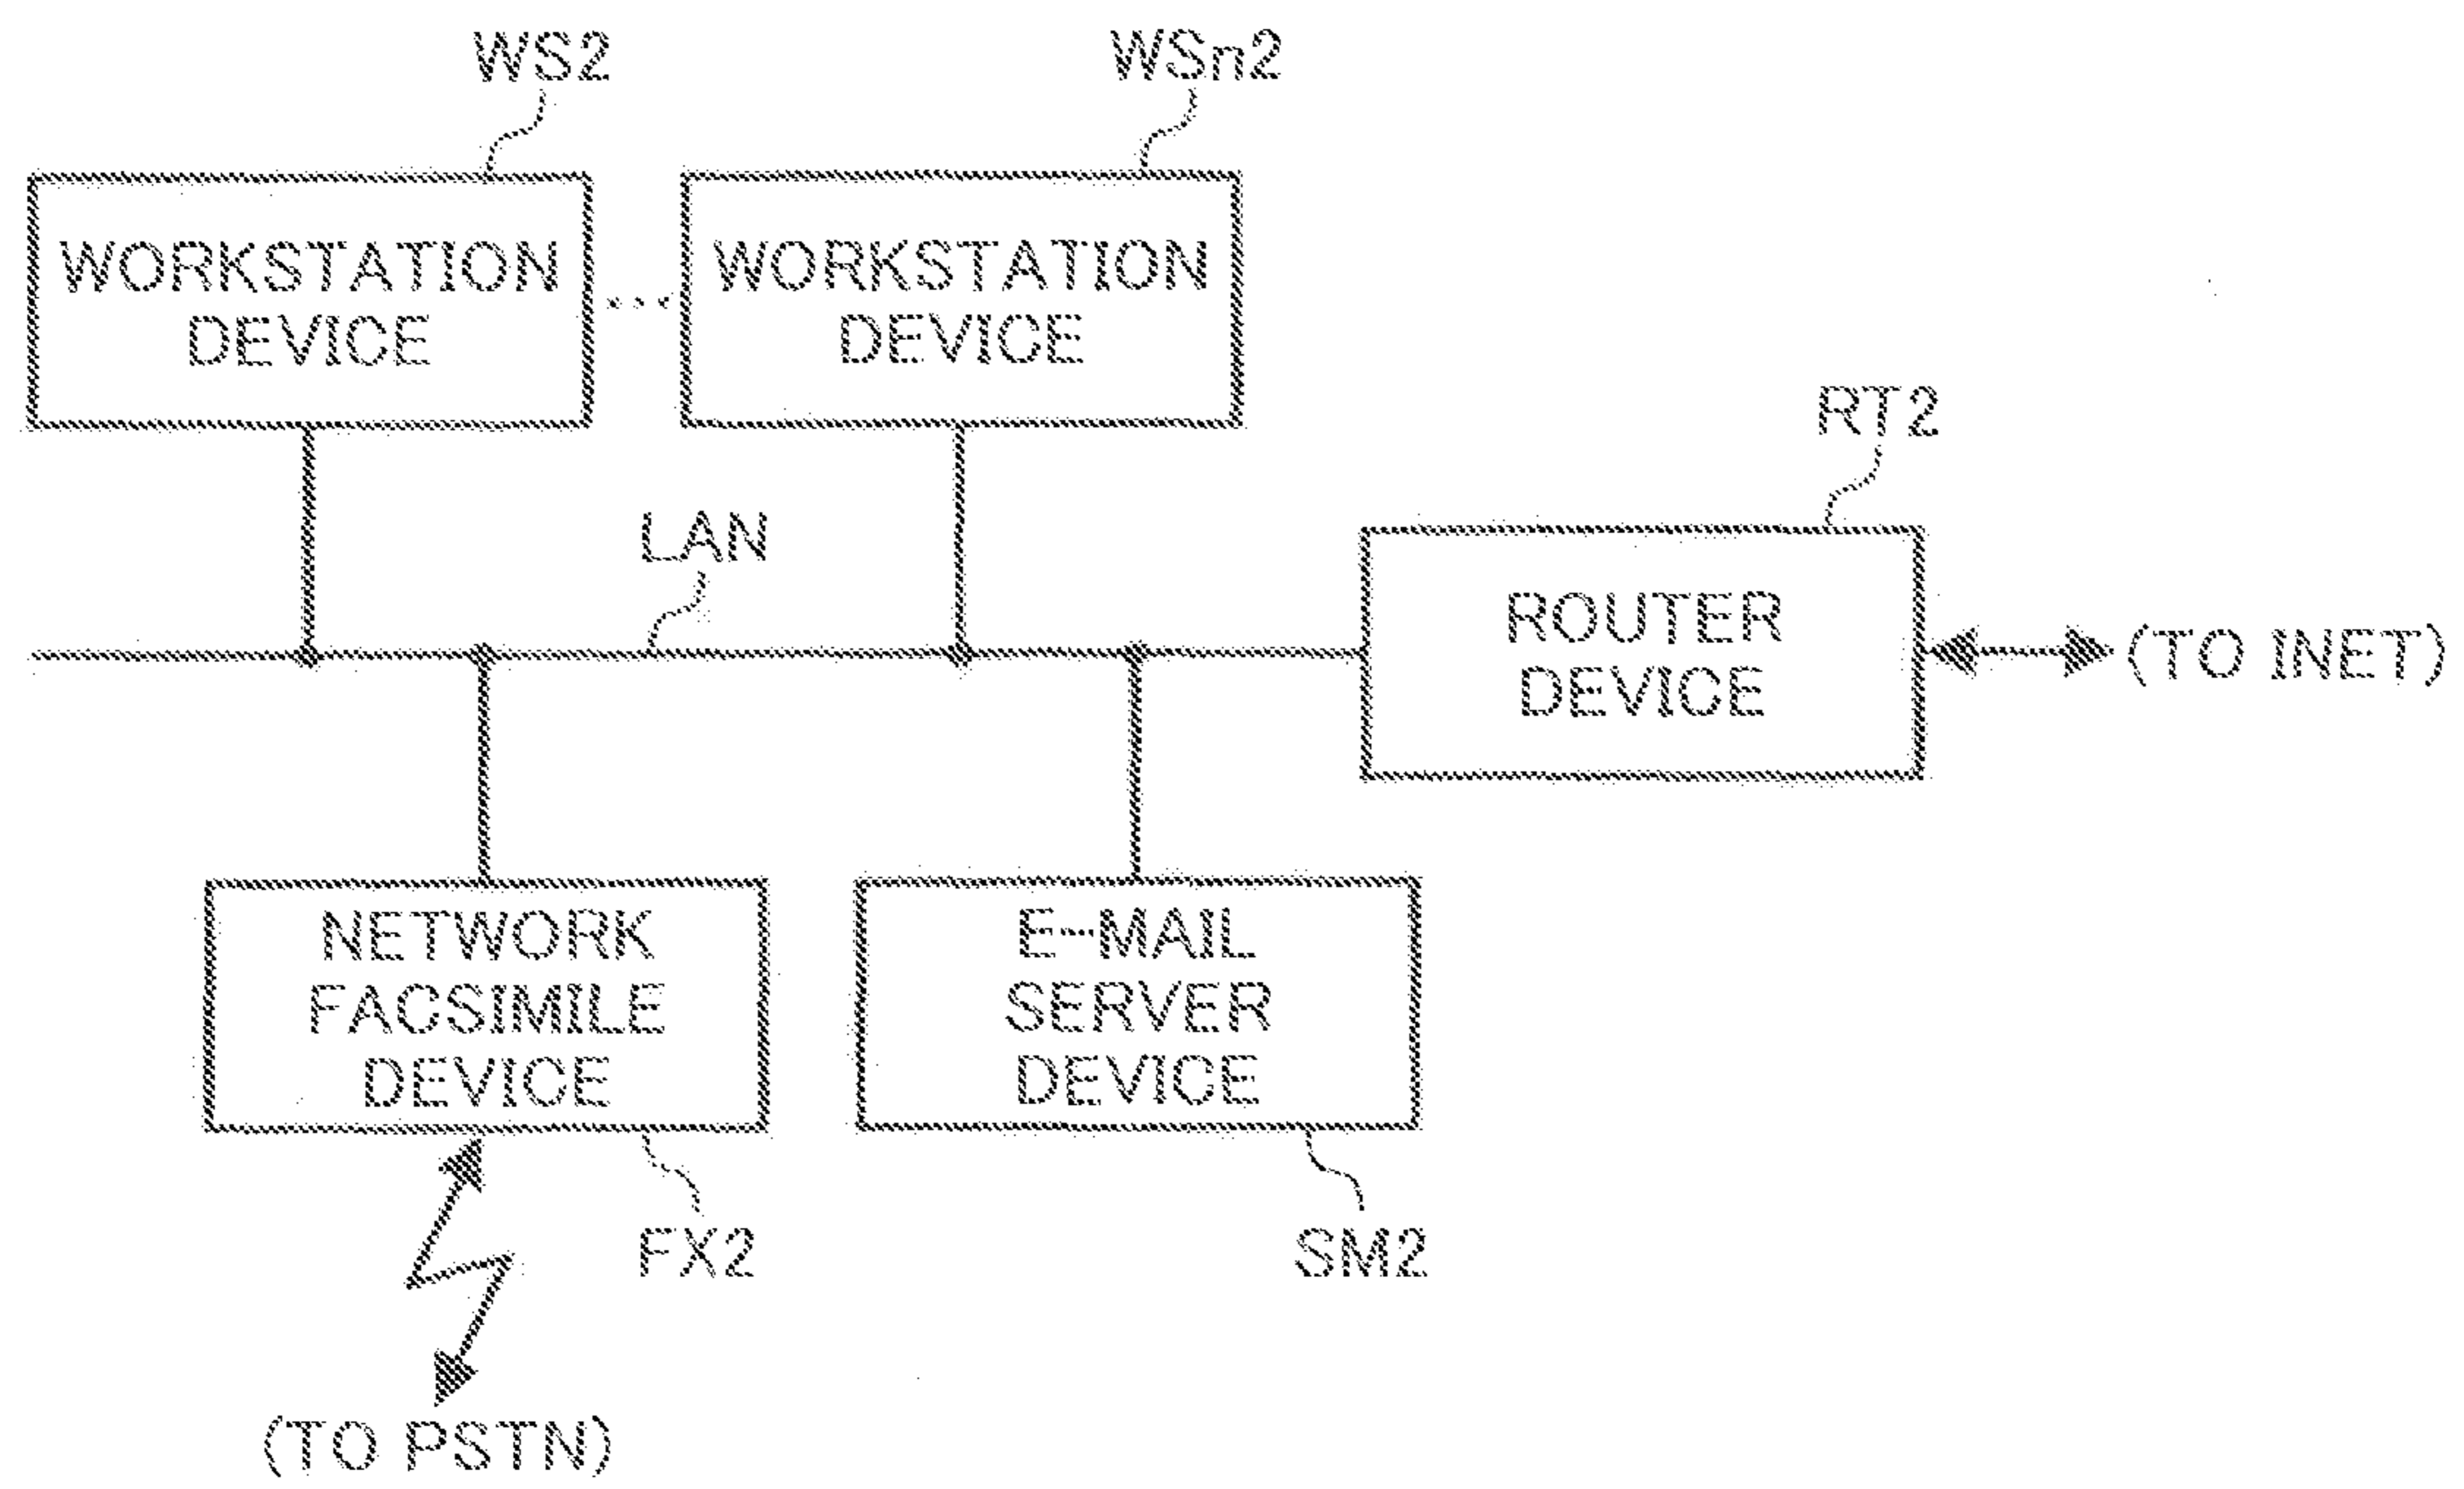 WS2
WSn2
WORKSTATION
DEVICE
...
WORKSTATION
DEVICE
RT2
LAN
ROUTER
DEVICE
(TO INET)
NETWORK
FACSIMILE
DEVICE
E-MAIL
SERVER
DEVICE
FX2
SM2
(TO PSTN)